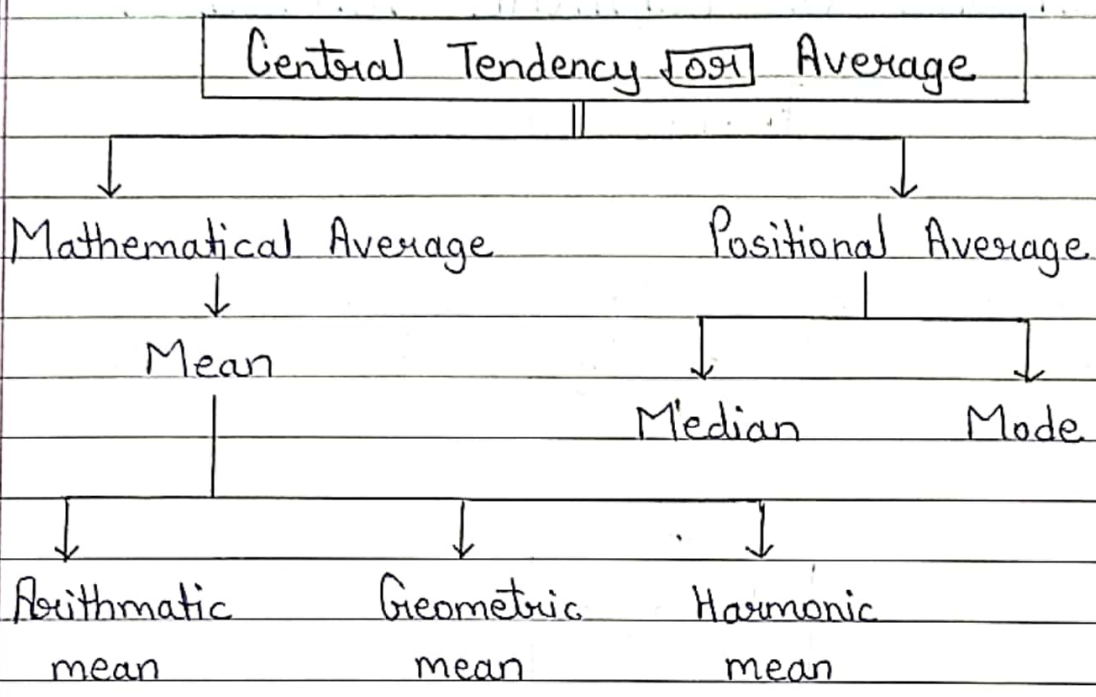 Central Tendency or Average
Mathematical Average Positional Average
Mean
Median Mode
Arithmatic Geometric Harmonic
mean mean mean